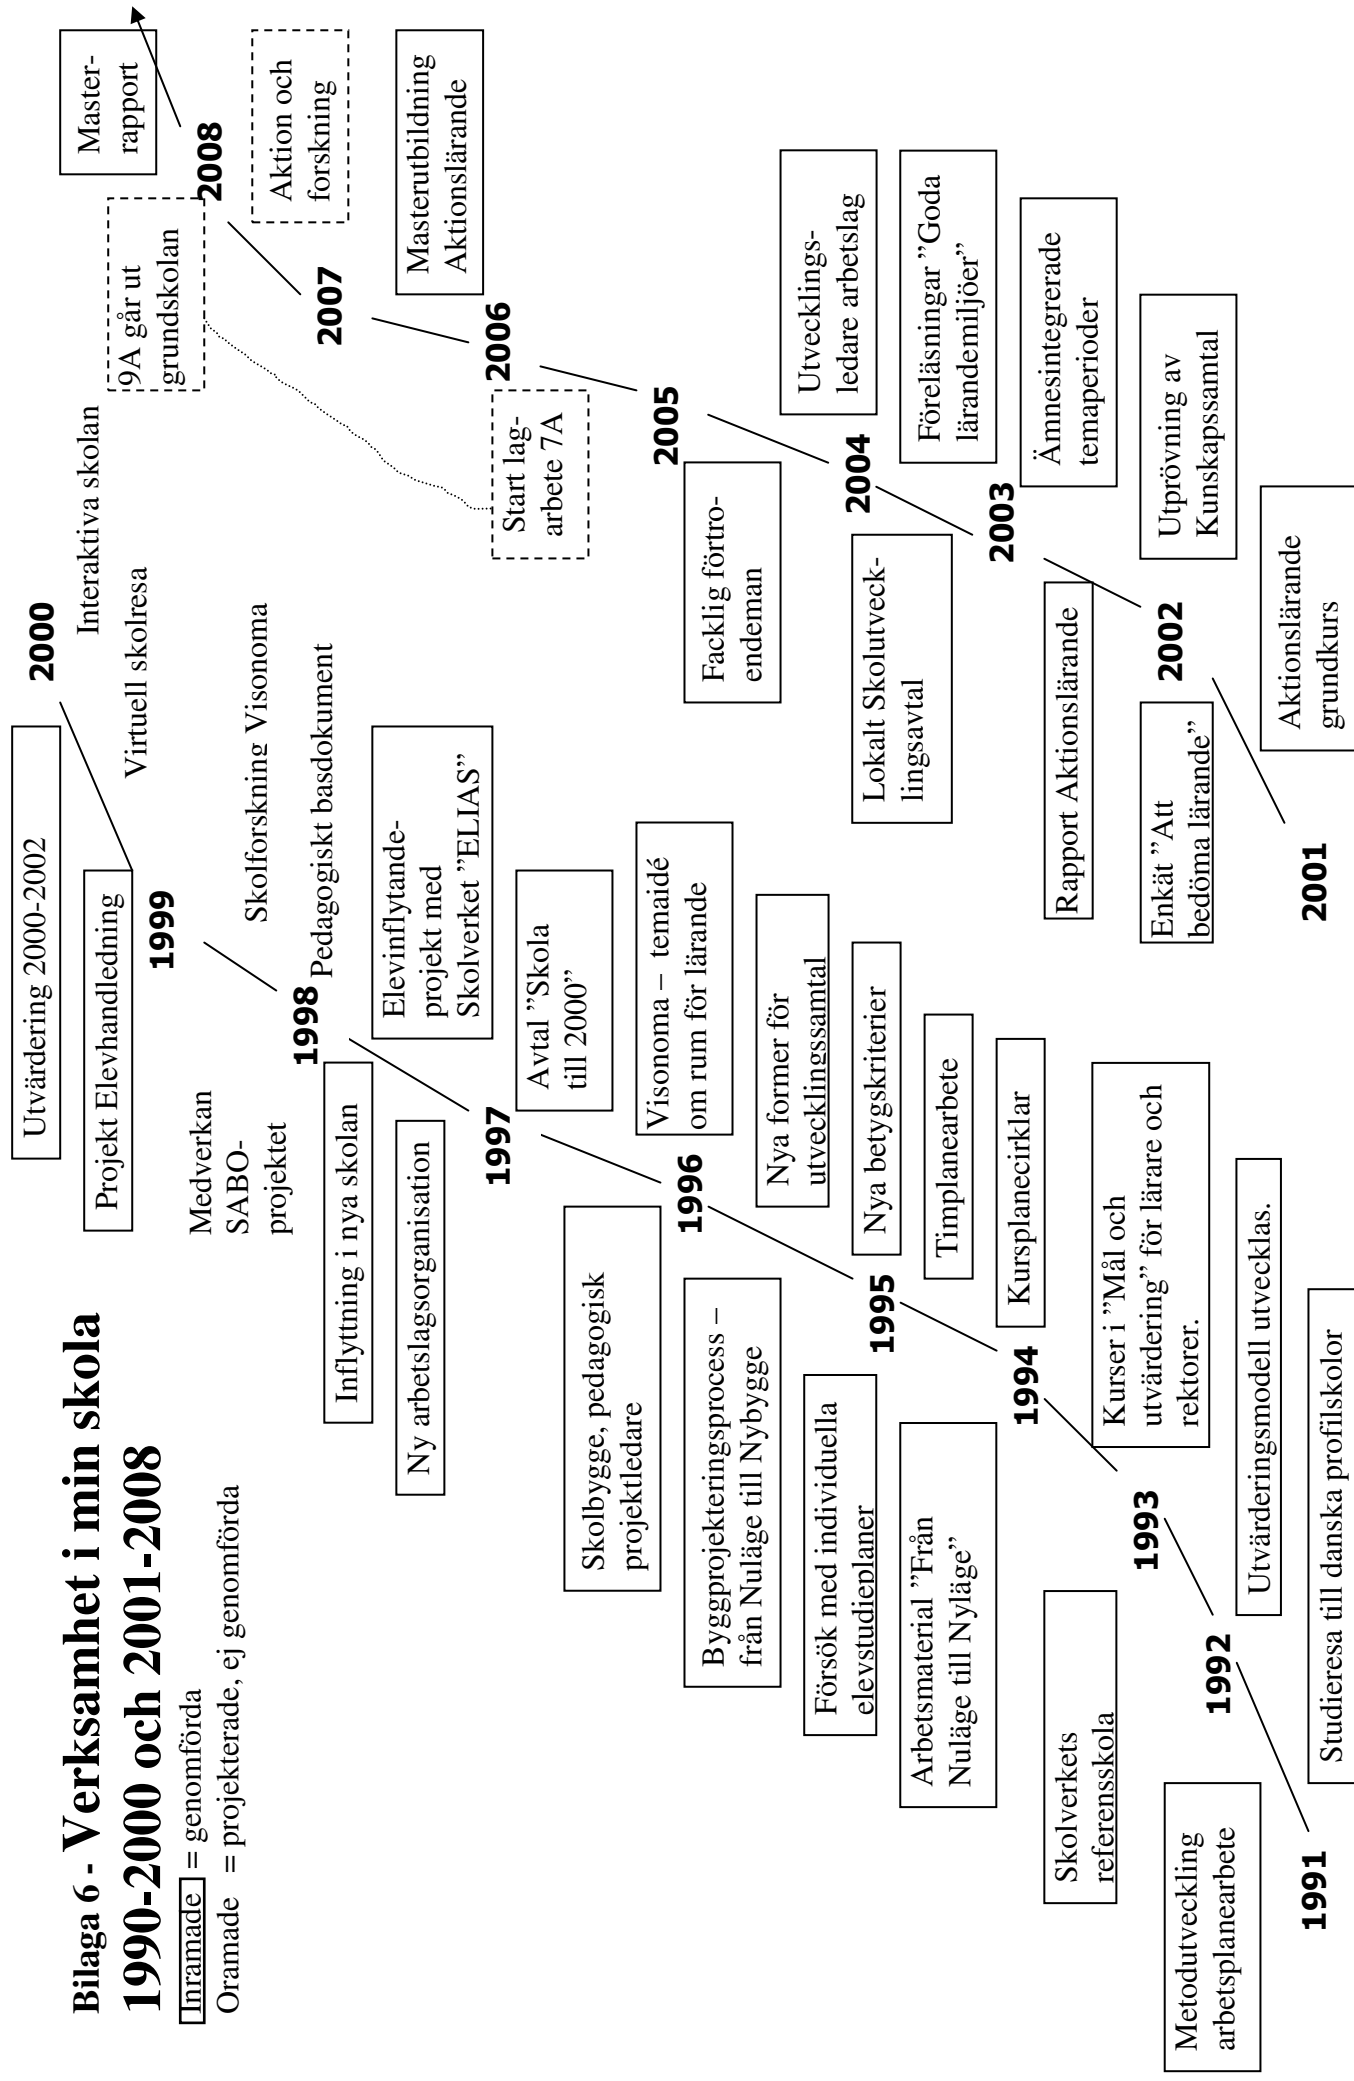 Bilaga 6 - Verksamhet i min skola
1990-2000 och 2001-2008
Inramade = genomförda
Oramade = projekterade, ej genomförda
Utvärdering 2000-2002
Projekt Elevhandledning
2000
Interaktiva skolan
Virtuell skolresa
1999
Medverkan
SABO-
projektet
Skolforskning Visonoma
Pedagogiskt basdokument
1998
Inflyttning i nya skolan
Ny arbetslagsorganisation
Elevinflytande-
projekt med
Skolverket ”ELIAS”
1997
Avtal ”Skola
till 2000”
Skolbygge, pedagogisk
projektledare
Visonoma – temaidé
om rum för lärande
1996
Byggprojekteringsprocess –
från Nuläge till Nybygge
Nya former för
utvecklingssamtal
Försök med individuella
elevstudieplaner
1995
Nya betygskriterier
Timplanearbete
Arbetsmaterial ”Från
Nuläge till Nyläge”
Kursplanecirklar
1994
Kurser i ”Mål och
utvärdering” för lärare och
rektorer.
Skolverkets
referensskola
1993
Utvärderingsmodell utvecklas.
1992
Metodutveckling
arbetsplanearbete
Studieresa till danska profilskolor
1991
Master-
rapport
9A går ut
grundskolan
2008
Aktion och
forskning
2007
Masterutbildning
Aktionslärande
2006
Start lag-
arbete 7A
2005
Facklig förtro-
endeman
Utvecklings-
ledare arbetslag
2004
Lokalt Skolutveck-
lingsavtal
Föreläsningar ”Goda
lärandemiljöer”
2003
Ämnesintegrerade
temaperioder
Rapport Aktionslärande
Utprövning av
Kunskapssamtal
2002
Enkät ”Att
bedöma lärande”
Aktionslärande
grundkurs
2001